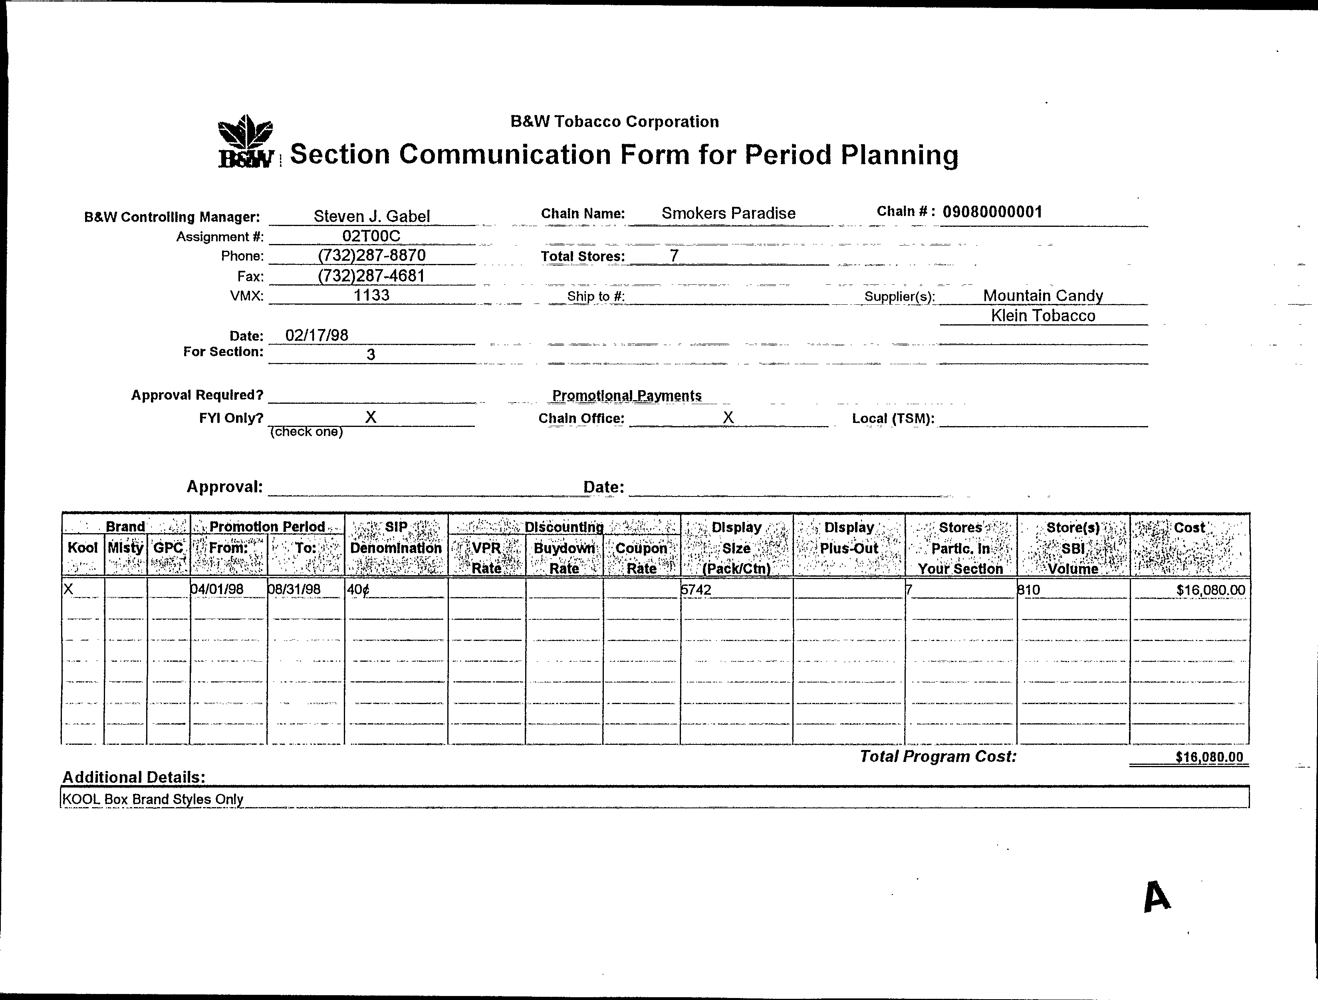 B&W Tobacco Corporation
B&W Section Communication Form for Period Planning
B&W Controlling Manager: Steven J. Gabel Chain Name: Smokers Paradise Chain # : 09080000001
Assignment #: 02T00C
Phone: (732)287-8870 Total Stores: 7
Fax: (732)287-4681
VMX: 1133 Ship to #: Supplier(s): Mountain Candy
Klein Tobacco
Date: 02/17/98
For Section: 3
Approval Required? Promotional Payments
FYI Only? X Chain Office: X Local (TSM):
(check one)
Approval: Date:
Brand Promotion Period SIP Discounting Display Display Stores Store(s) Cost
Kool Misty GPC From: To: Denomination VPR Buydown Coupon Size Plus-Out Partic. In SBI
Rate Rate Rate (Pack/Ctn) Your Section Volume
X 04/01/98 08/31/98 40¢ 5742 7 810 $16,080.00
Total Program Cost: $16,080.00
Additional Details:
KOOL Box Brand Styles Only
A